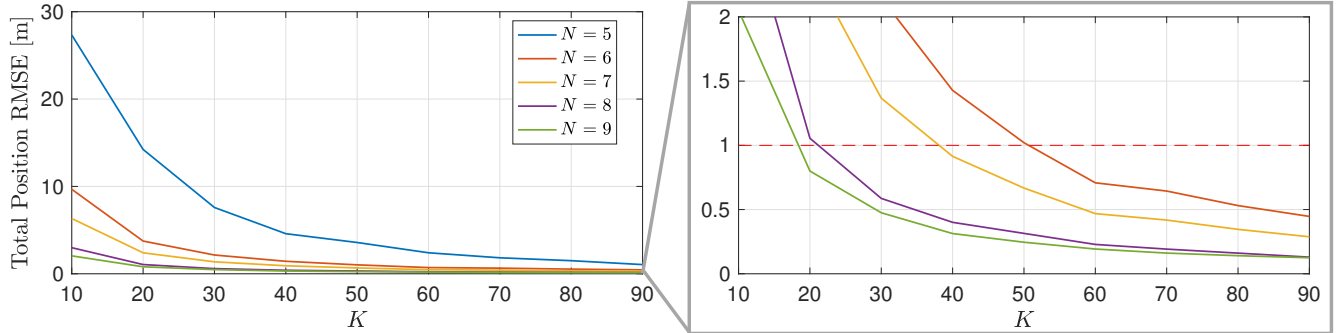 Total Position RMSE [m]
30
20
10
0
10 20 30 40 50 60 70 80 90
K
N = 5
N = 6
N = 7
N = 8
N = 9
2
1.5
1
0.5
0
10 20 30 40 50 60 70 80 90
K